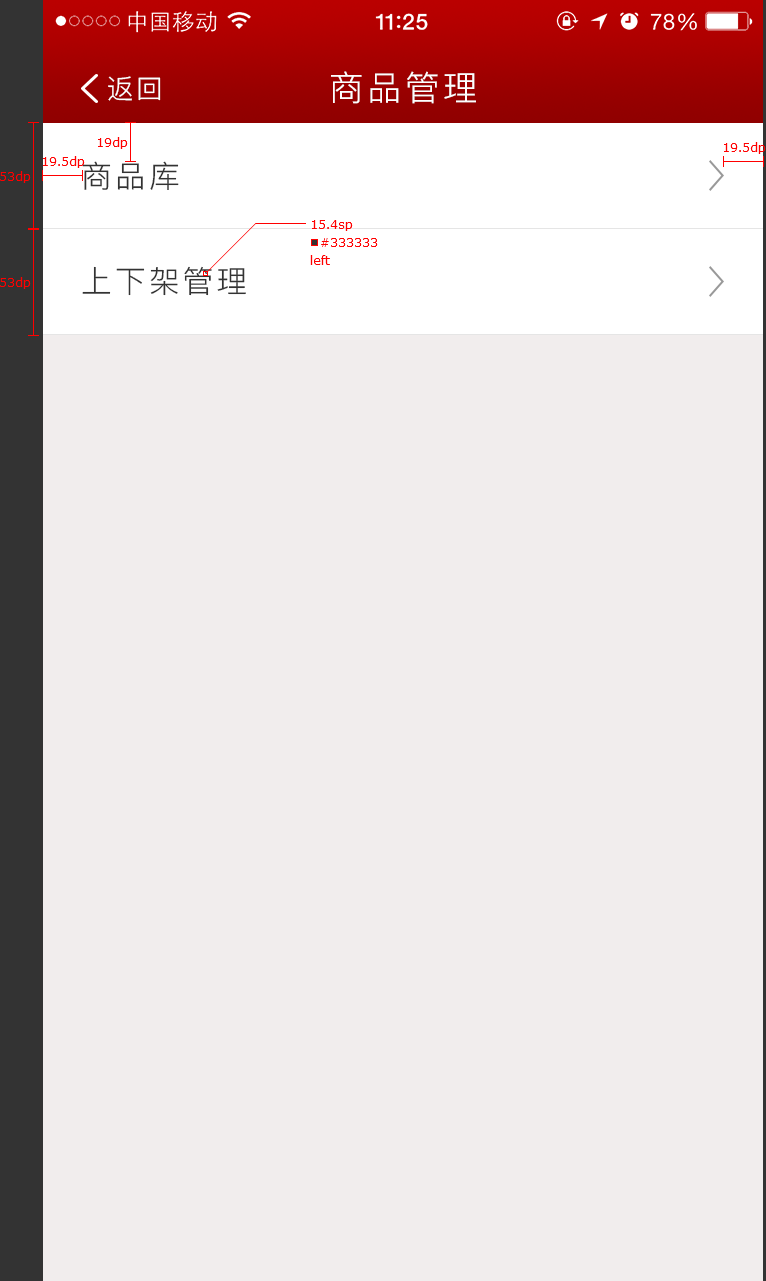 中国移动 11:25 78%
返回 商品管理
19dp
19.5dp 19.5dp
53dp 商品库
15.4sp
#333333
left
53dp 上下架管理